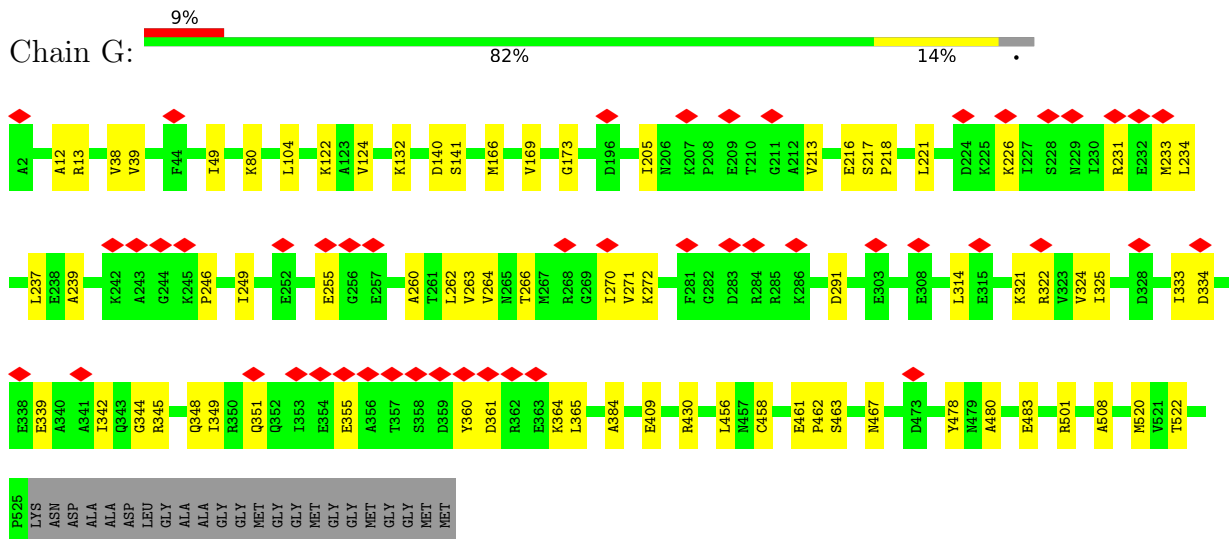 9%
Chain G:
82% 14% •
A2 A12 R13 V38 V39 F44 I49 K80 L104 K122 A123 V124 K132 D140 S141 M166 V169 G173 D196 I205 N206 K207 P208 E209 T210 G211 A212 V213 E216 S217 P218 L221 D224 K225 K226 I227 S228 N229 I230 R231 E232 M233 L234
L237 E238 A239 K242 A243 G244 K245 P246 I249 E252 E255 G256 E257 A260 T261 L262 V263 V264 N265 T266 M267 R268 G269 I270 V271 K272 F281 G282 D283 R284 R285 K286 D291 E303 E308 L314 E315 K321 R322 V323 V324 I325 D328 I333 D334
E338 E339 A340 A341 I342 Q343 G344 R345 Q348 I349 R350 Q351 Q352 I353 E354 E355 A356 T357 S358 D359 Y360 D361 R362 E363 K364 L365 A384 E409 R430 L456 N457 C458 E461 P462 S463 N467 D473 Y478 N479 A480 E483 R501 A508 M520 V521 T522
P525 LYS ASN ASP ALA ALA ASP LEU GLY ALA ALA GLY GLY MET GLY GLY MET GLY GLY MET GLY GLY MET MET